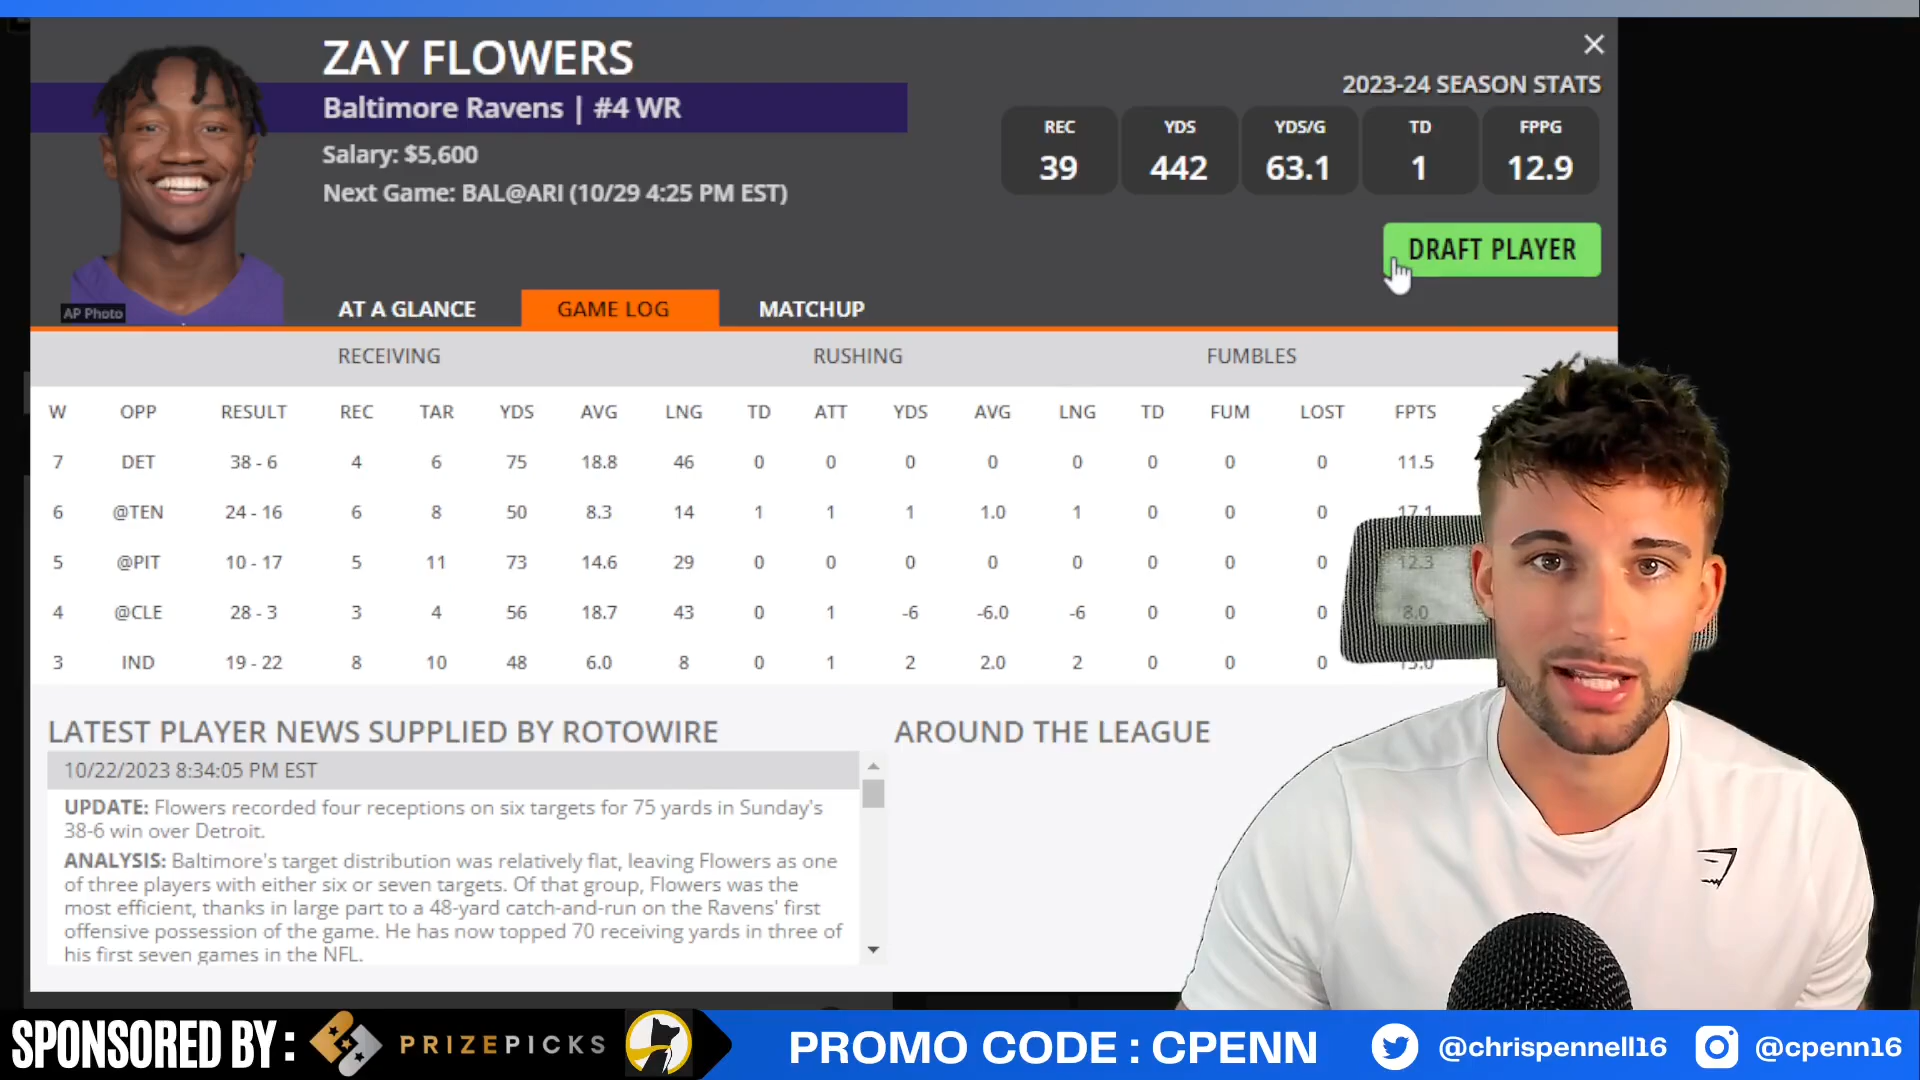 ZAY FLOWERS
Baltimore Ravens | #4 WR
Salary: $5,600
Next Game: BAL@ARI (10/29 4:25 PM EST)
AP Photo
2023-24 SEASON STATS
REC YDS YDS/G TD FPPG
39 442 63.1 1 12.9
DRAFT PLAYER
AT A GLANCE GAME LOG MATCHUP
RECEIVING RUSHING FUMBLES
W OPP RESULT REC TAR YDS AVG LNG TD ATT YDS AVG LNG TD FUM LOST FPTS
7 DET 38 - 6 4 6 75 18.8 46 0 0 0 0 0 0 0 0 11.5
6 @TEN 24 - 16 6 8 50 8.3 14 1 1 1 1.0 1 0 0 0 17.1
5 @PIT 10 - 17 5 11 73 14.6 29 0 0 0 0 0 0 0 0 12.3
4 @CLE 28 - 3 3 4 56 18.7 43 0 1 -6 -6.0 -6 0 0 0 8.0
3 IND 19 - 22 8 10 48 6.0 8 0 1 2 2.0 2 0 0 0
LATEST PLAYER NEWS SUPPLIED BY ROTOWIRE
10/22/2023 8:34:05 PM EST
UPDATE: Flowers recorded four receptions on six targets for 75 yards in Sunday's
38-6 win over Detroit.
ANALYSIS: Baltimore's target distribution was relatively flat, leaving Flowers as one
of three players with either six or seven targets. Of that group, Flowers was the
most efficient, thanks in large part to a 48-yard catch-and-run on the Ravens' first
offensive possession of the game. He has now topped 70 receiving yards in three of
his first seven games in the NFL.
AROUND THE LEAGUE
SPONSORED BY : PRIZEPICKS PROMO CODE : CPENN @chrispennell16 @cpenn16